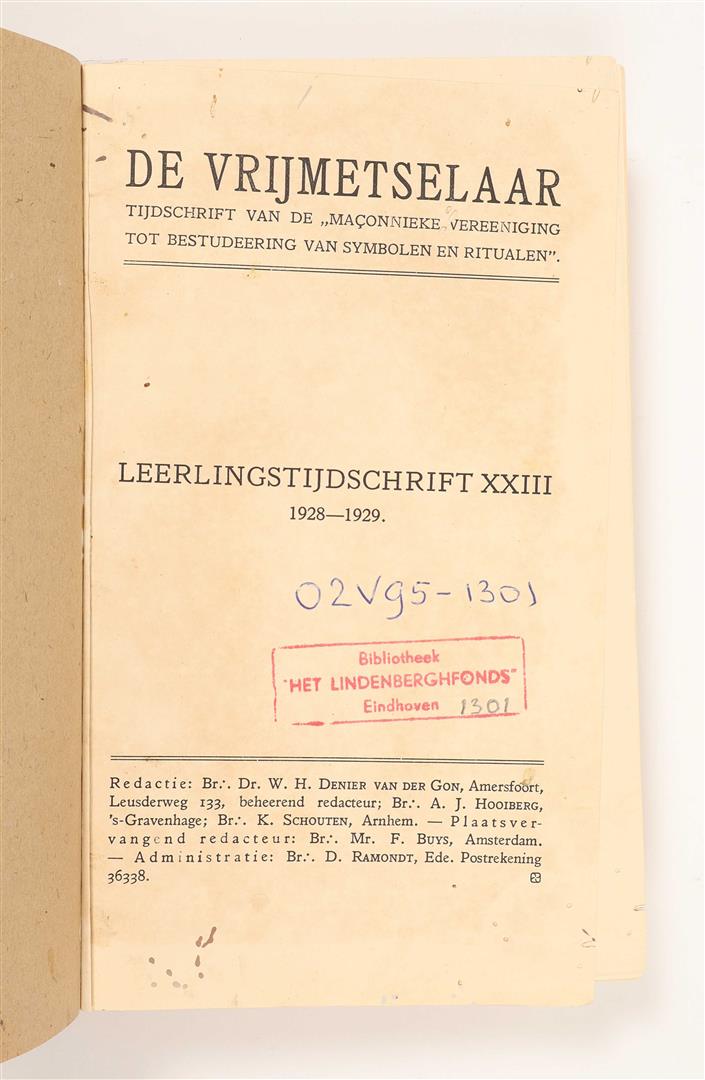 DE VRIJMETSELAAR
TIJDSCHRIFT VAN DE „MAÇONNIEKE VEREENIGING
TOT BESTUDEERING VAN SYMBOLEN EN RITUALEN”.
LEERLINGSTIJDSCHRIFT XXIII
1928—1929.
02V95-1301
Bibliotheek
"HET LINDENBERGHFONDS"
Eindhoven 1301
Redactie: Br∴ Dr. W. H. DENIER VAN DER GON, Amersfoort,
Leusderweg 133, beheerend redacteur; Br∴ A. J. HOOIBERG,
's-Gravenhage; Br∴ K. SCHOUTEN, Arnhem. — Plaatsver-
vangend redacteur: Br∴ Mr. F. BUYS, Amsterdam.
— Administratie: Br∴ D. RAMONDT, Ede. Postrekening
36338.